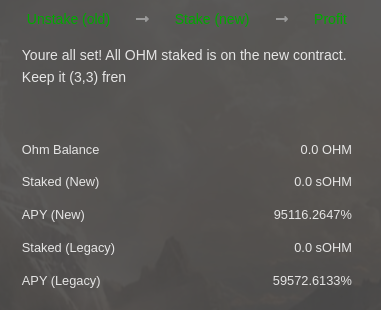 Unstake (old) → Stake (new) → Profit
Youre all set! All OHM staked is on the new contract.
Keep it (3,3) fren
Ohm Balance 0.0 OHM
Staked (New) 0.0 sOHM
APY (New) 95116.2647%
Staked (Legacy) 0.0 sOHM
APY (Legacy) 59572.6133%